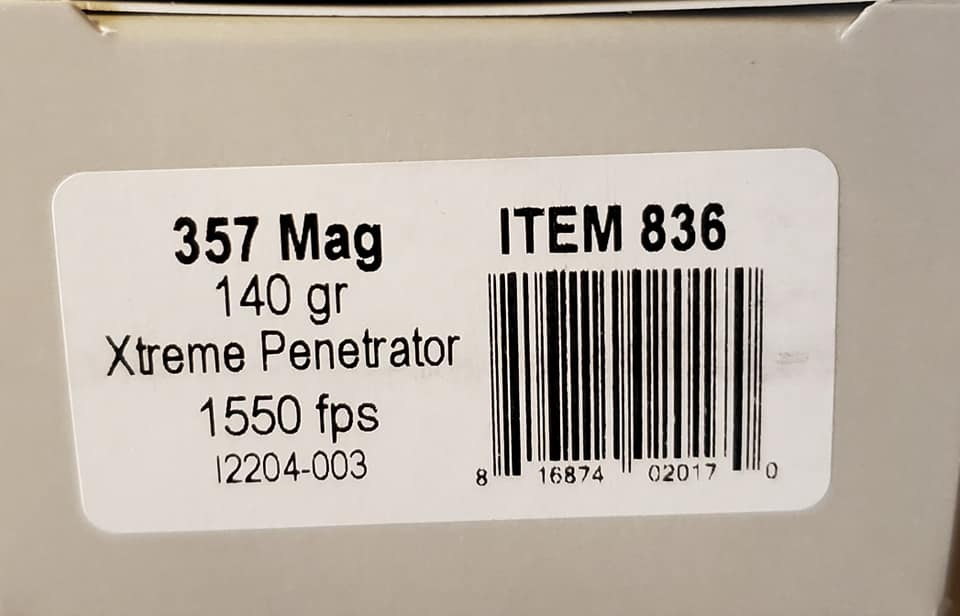 357 Mag
140 gr
Xtreme Penetrator
1550 fps
I2204-003
ITEM 836
8 16874 02017 0